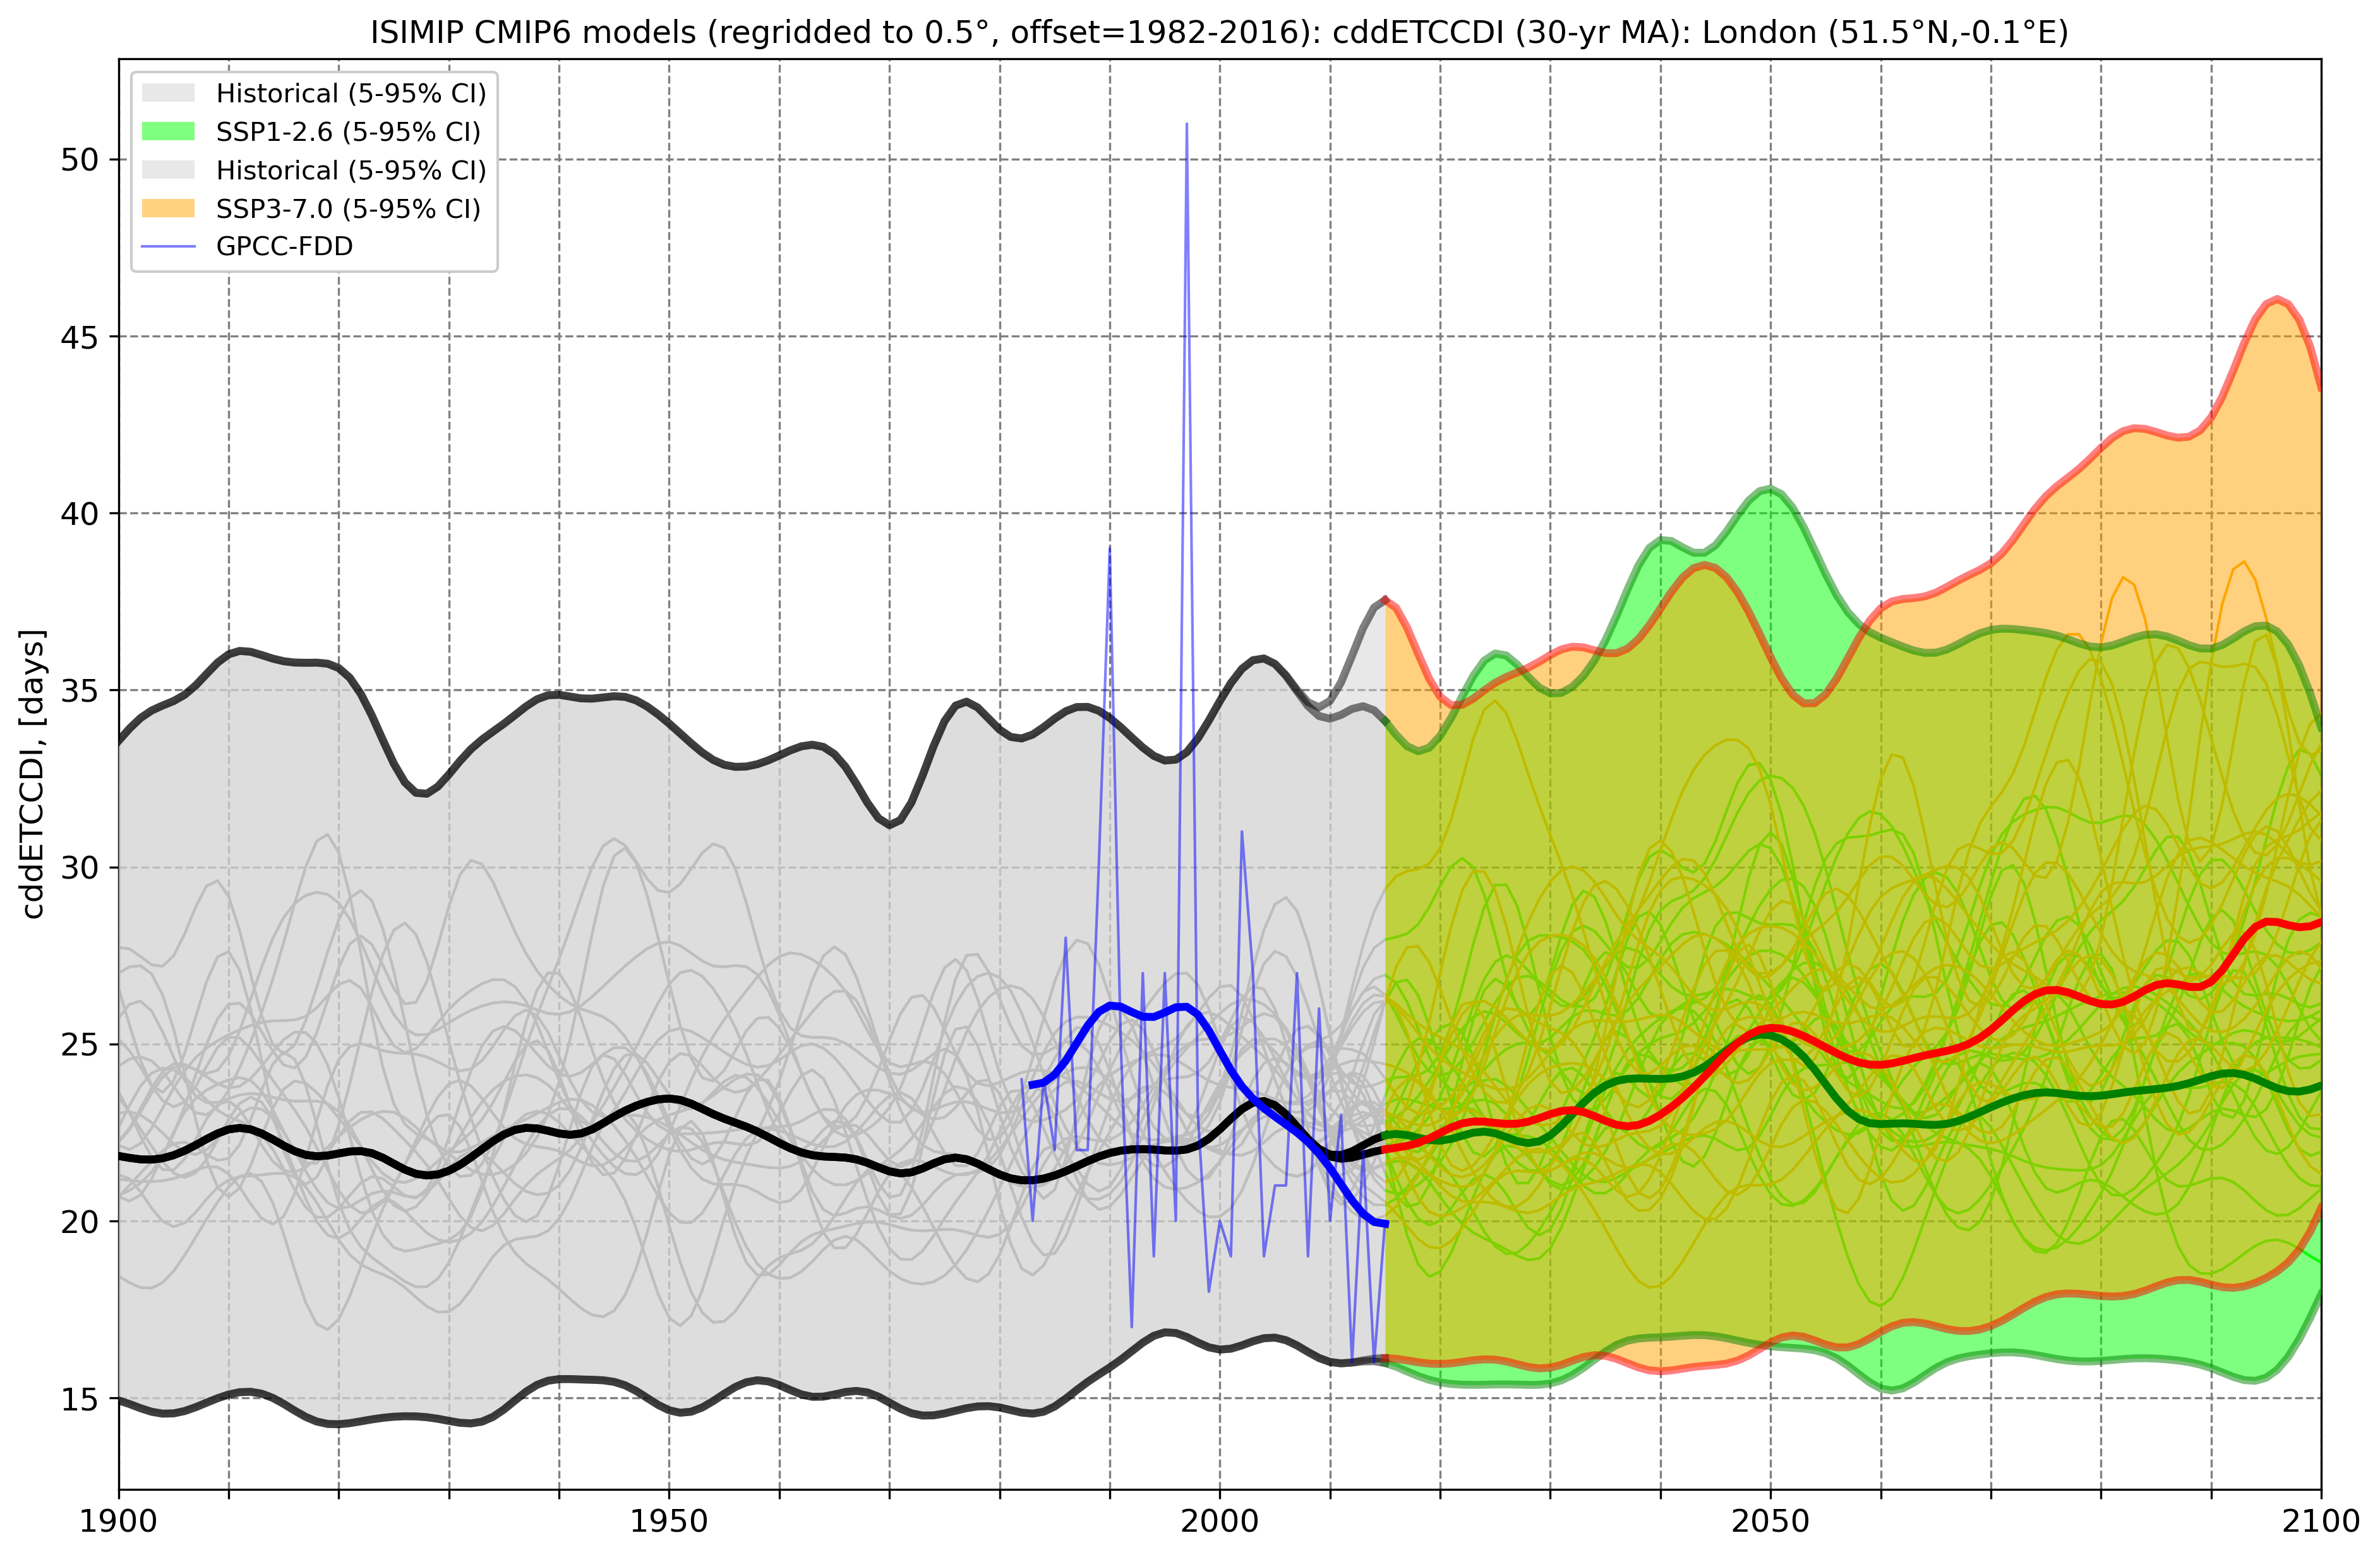 ISIMIP CMIP6 models (regridded to 0.5°, offset=1982-2016): cddETCCDI (30-yr MA): London (51.5°N,-0.1°E)
Historical (5-95% CI)
SSP1-2.6 (5-95% CI)
Historical (5-95% CI)
SSP3-7.0 (5-95% CI)
GPCC-FDD
cddETCCDI, [days]
50
45
40
35
30
25
20
15
1900
1950
2000
2050
2100